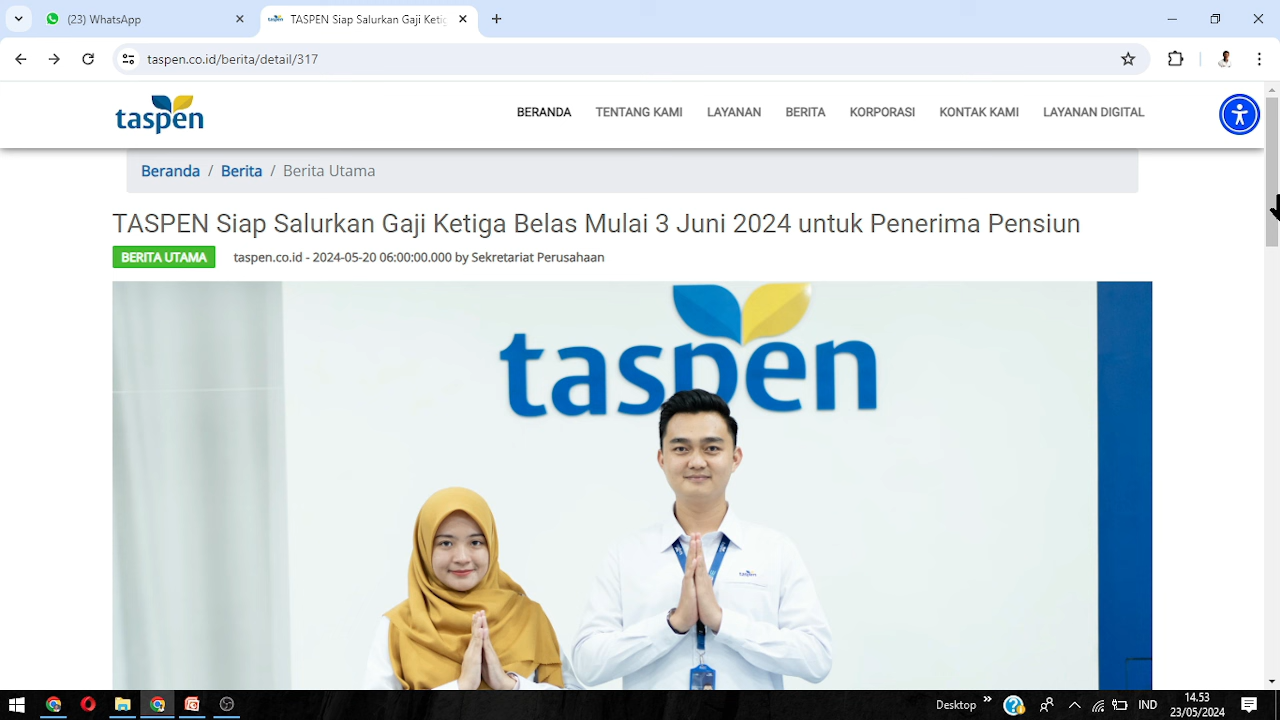 (23) WhatsApp
TASPEN Siap Salurkan Gaji Ketig
taspen.co.id/berita/detail/317
taspen
BERANDA TENTANG KAMI LAYANAN BERITA KORPORASI KONTAK KAMI LAYANAN DIGITAL
Beranda / Berita / Berita Utama
TASPEN Siap Salurkan Gaji Ketiga Belas Mulai 3 Juni 2024 untuk Penerima Pensiun
BERITA UTAMA taspen.co.id - 2024-05-20 06:00:00.000 by Sekretariat Perusahaan
taspen
taspen
Desktop
IND
14.53
23/05/2024